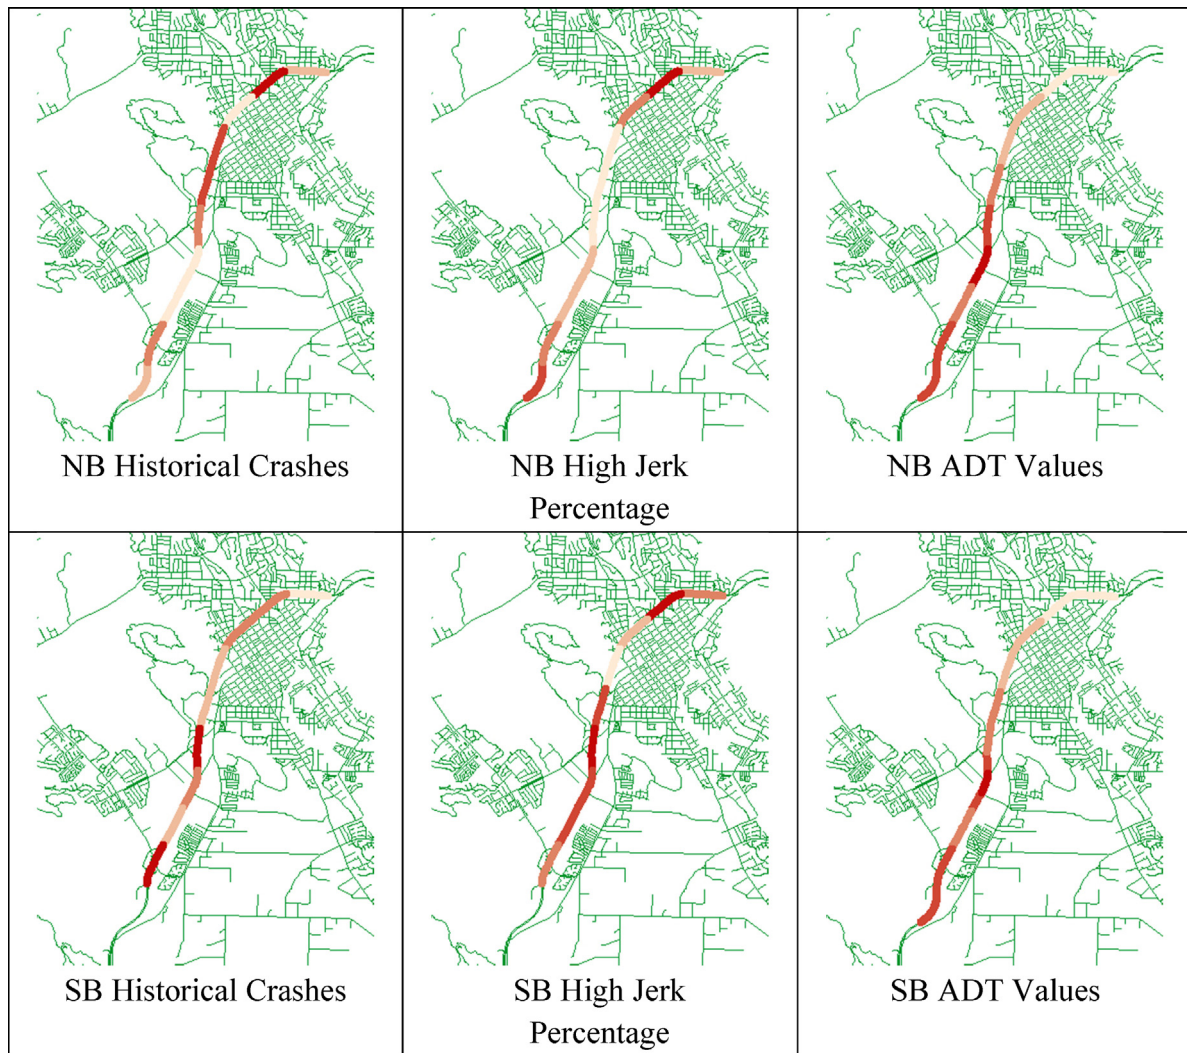 NB Historical Crashes
NB High Jerk
Percentage
NB ADT Values
SB Historical Crashes
SB High Jerk
Percentage
SB ADT Values